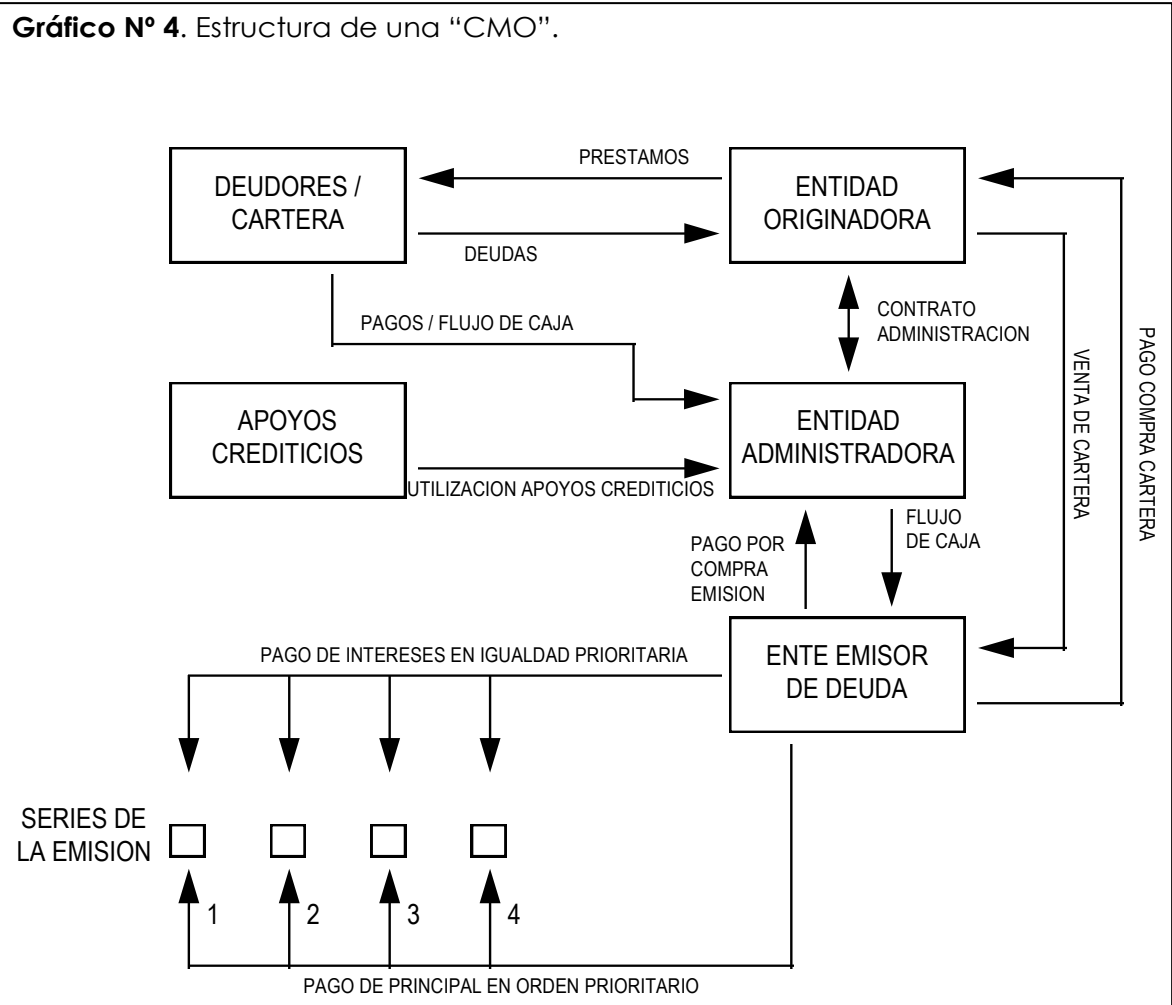 Gráfico Nº 4. Estructura de una “CMO”.
PRESTAMOS
DEUDORES /
CARTERA
ENTIDAD
ORIGINADORA
DEUDAS
PAGOS / FLUJO DE CAJA
CONTRATO
ADMINISTRACION
VENTA DE CARTERA
PAGO COMPRA CARTERA
APOYOS
CREDITICIOS
ENTIDAD
ADMINISTRADORA
UTILIZACION APOYOS CREDITICIOS
PAGO POR
COMPRA
EMISION
FLUJO
DE CAJA
PAGO DE INTERESES EN IGUALDAD PRIORITARIA
ENTE EMISOR
DE DEUDA
SERIES DE
LA EMISION
1
2
3
4
PAGO DE PRINCIPAL EN ORDEN PRIORITARIO